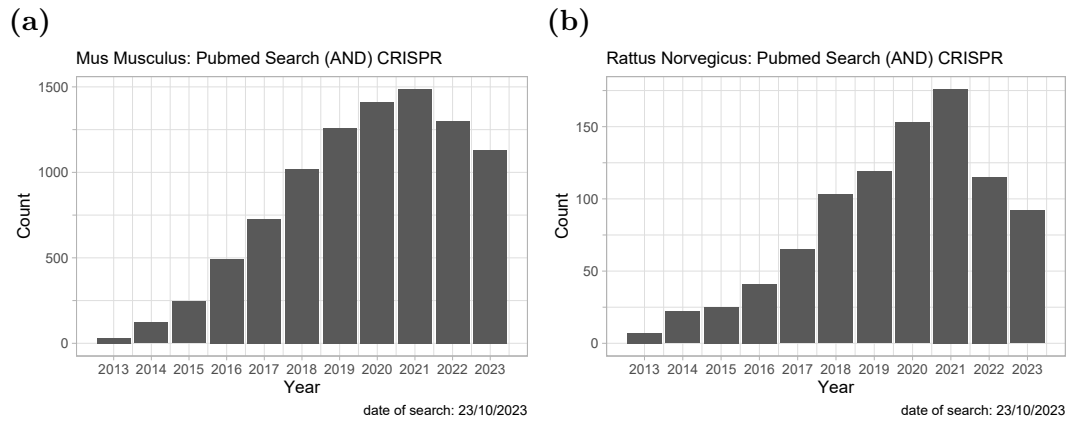 (a)
Mus Musculus: Pubmed Search (AND) CRISPR
1500
1000
500
0
Count
2013 2014 2015 2016 2017 2018 2019 2020 2021 2022 2023
Year
date of search: 23/10/2023
(b)
Rattus Norvegicus: Pubmed Search (AND) CRISPR
150
100
50
0
Count
2013 2014 2015 2016 2017 2018 2019 2020 2021 2022 2023
Year
date of search: 23/10/2023